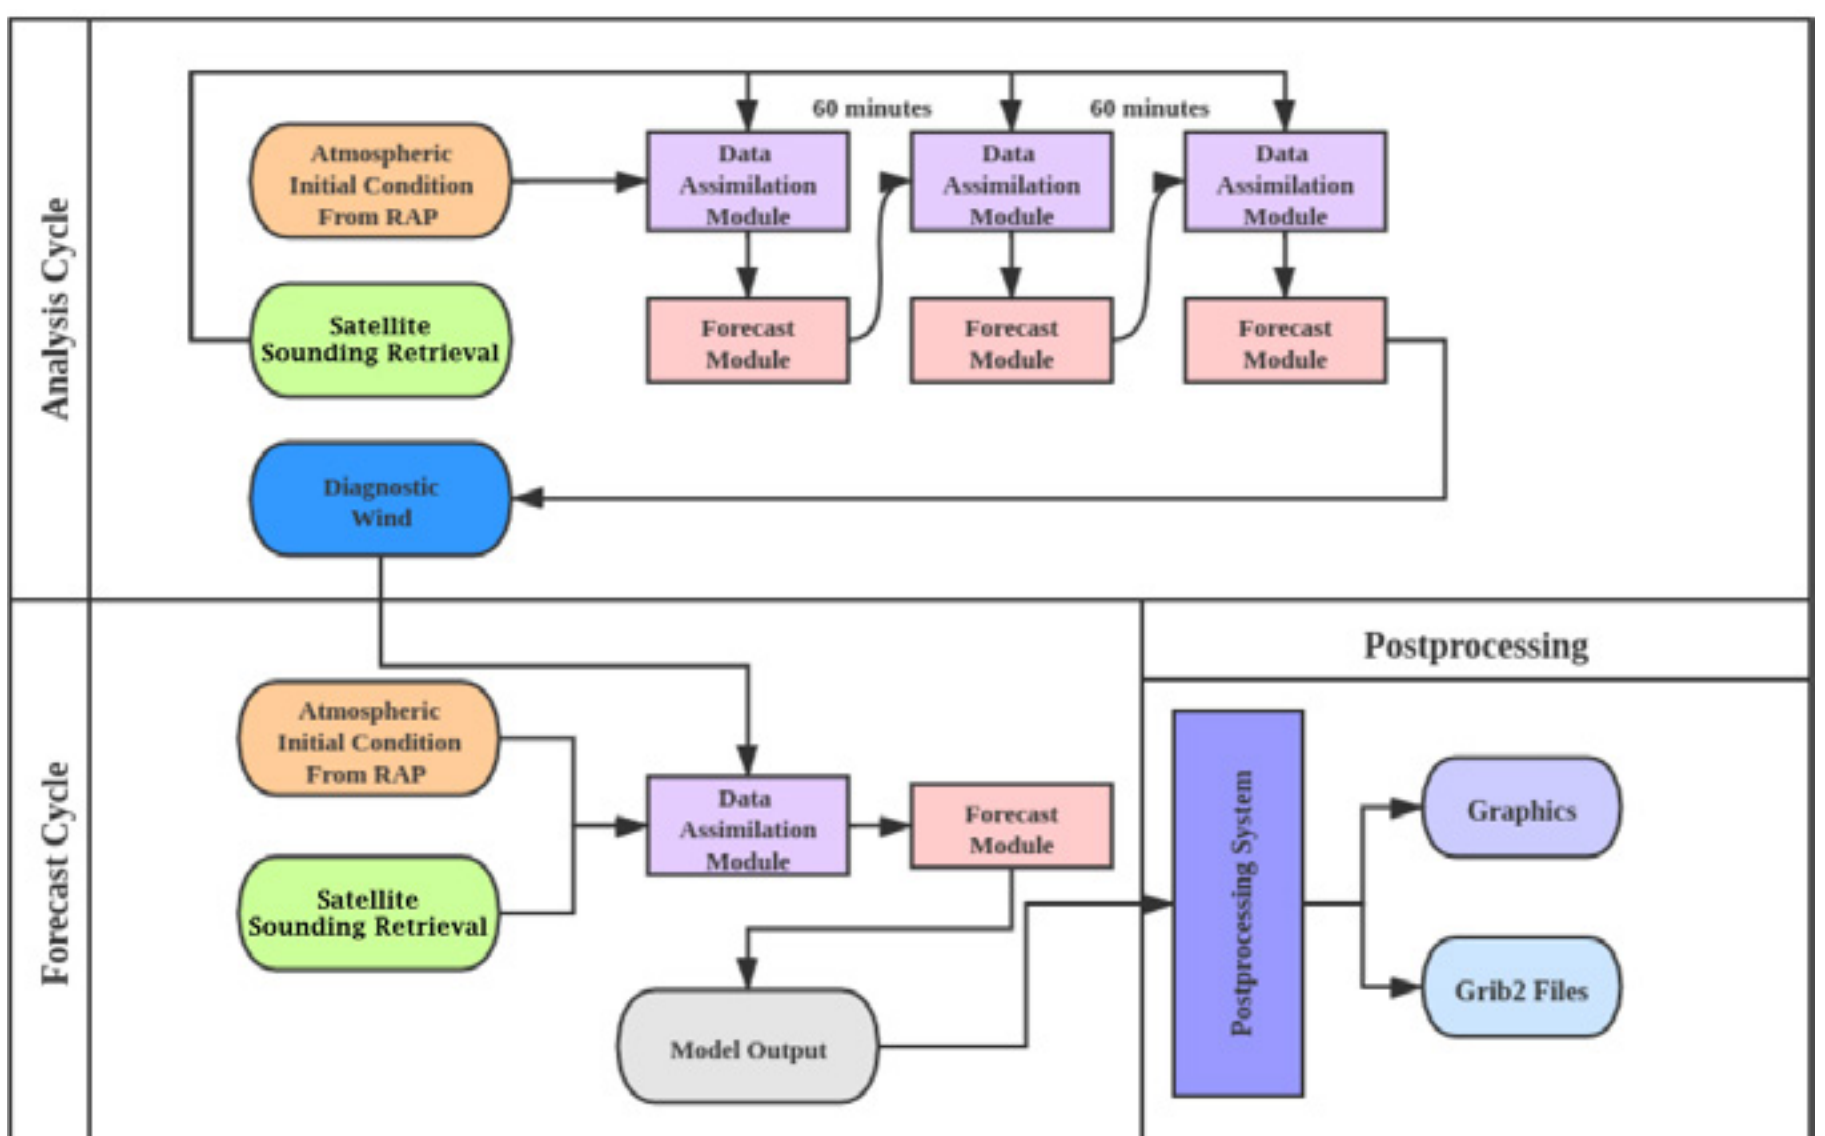 Analysis Cycle
60 minutes
60 minutes
Atmospheric
Initial Condition
From RAP
Data
Assimilation
Module
Data
Assimilation
Module
Data
Assimilation
Module
Satellite
Sounding Retrieval
Forecast
Module
Forecast
Module
Forecast
Module
Diagnostic
Wind
Forecast Cycle
Atmospheric
Initial Condition
From RAP
Satellite
Sounding Retrieval
Data
Assimilation
Module
Forecast
Module
Model Output
Postprocessing
Postprocessing System
Graphics
Grib2 Files